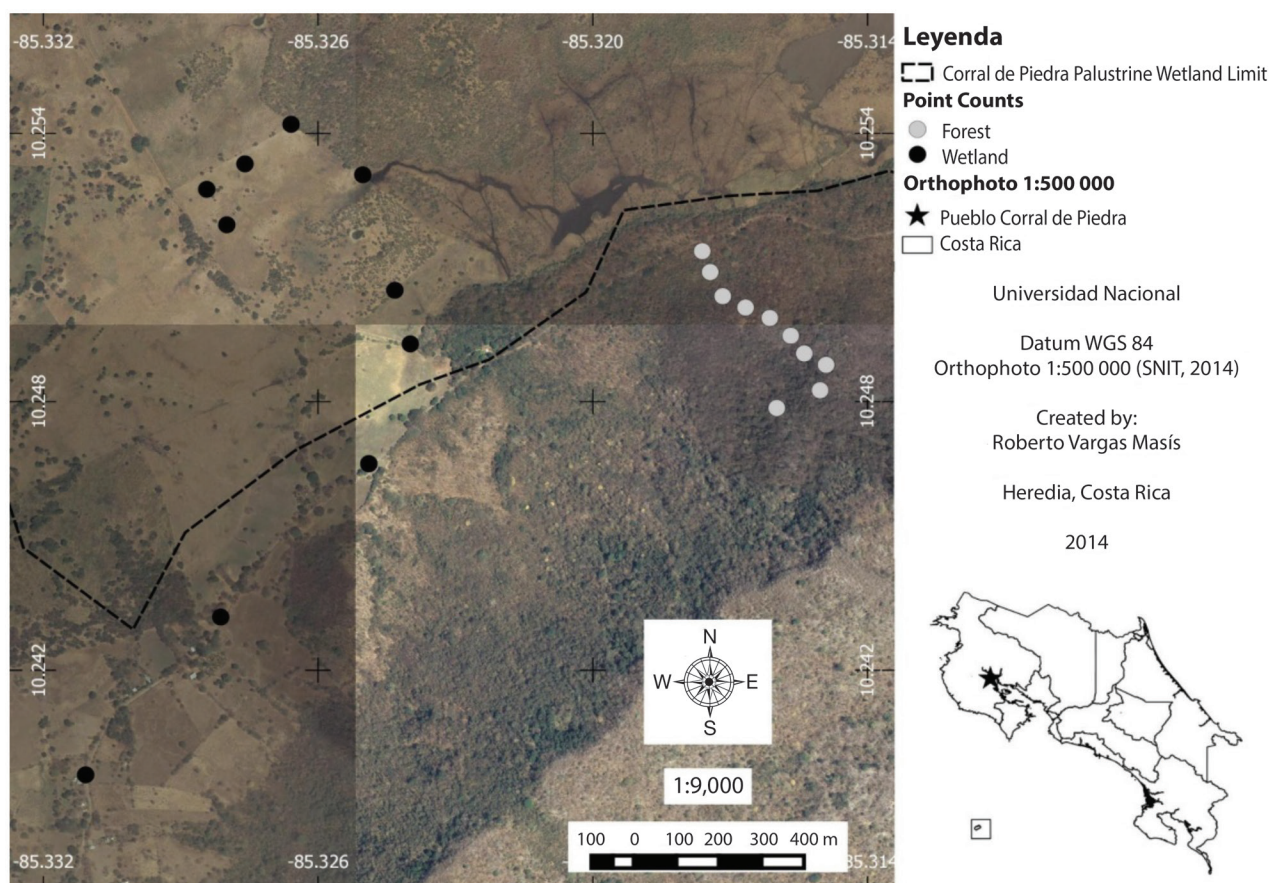 -85.332 -85.326 -85.320 -85.314
10.254 10.254
10.248 10.248
10.242 10.242
N
W E
S
1:9,000
100 0 100 200 300 400 m
-85.332 -85.326 85.314
Leyenda
Corral de Piedra Palustrine Wetland Limit
Point Counts
Forest
Wetland
Orthophoto 1:500 000
Pueblo Corral de Piedra
Costa Rica
Universidad Nacional
Datum WGS 84
Orthophoto 1:500 000 (SNIT, 2014)
Created by:
Roberto Vargas Masís
Heredia, Costa Rica
2014